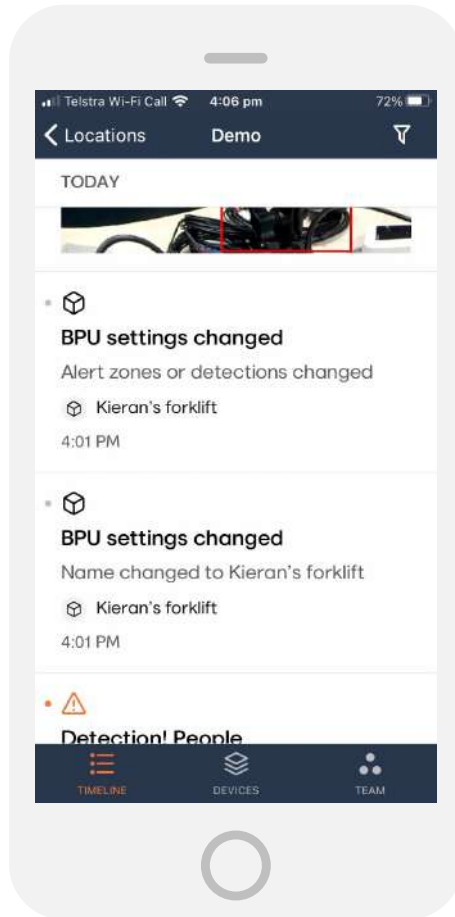 Telstra Wi-Fi Call 4:06 pm 72%
Locations Demo
TODAY
BPU settings changed
Alert zones or detections changed
Kieran's forklift
4:01 PM
BPU settings changed
Name changed to Kieran's forklift
Kieran's forklift
4:01 PM
Detection! People
TIMELINE DEVICES TEAM